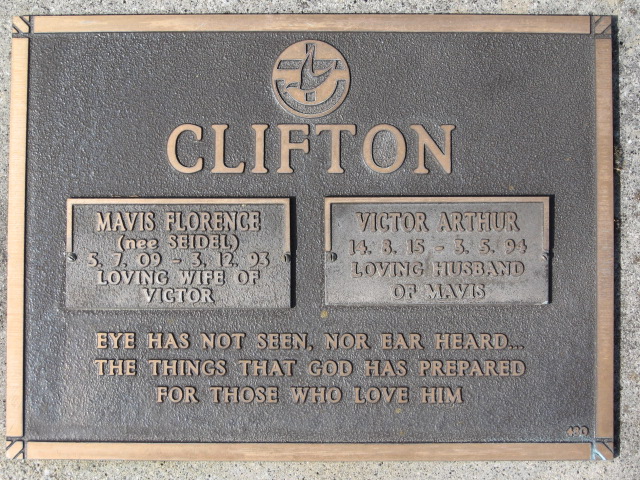 CLIFTON
MAVIS FLORENCE
(nee SEIDEL)
5. 7. 09 - 3. 12. 93
LOVING WIFE OF
VICTOR
VICTOR ARTHUR
14. 8. 15 - 3. 5. 94
LOVING HUSBAND
OF MAVIS
EYE HAS NOT SEEN, NOR EAR HEARD...
THE THINGS THAT GOD HAS PREPARED
FOR THOSE WHO LOVE HIM